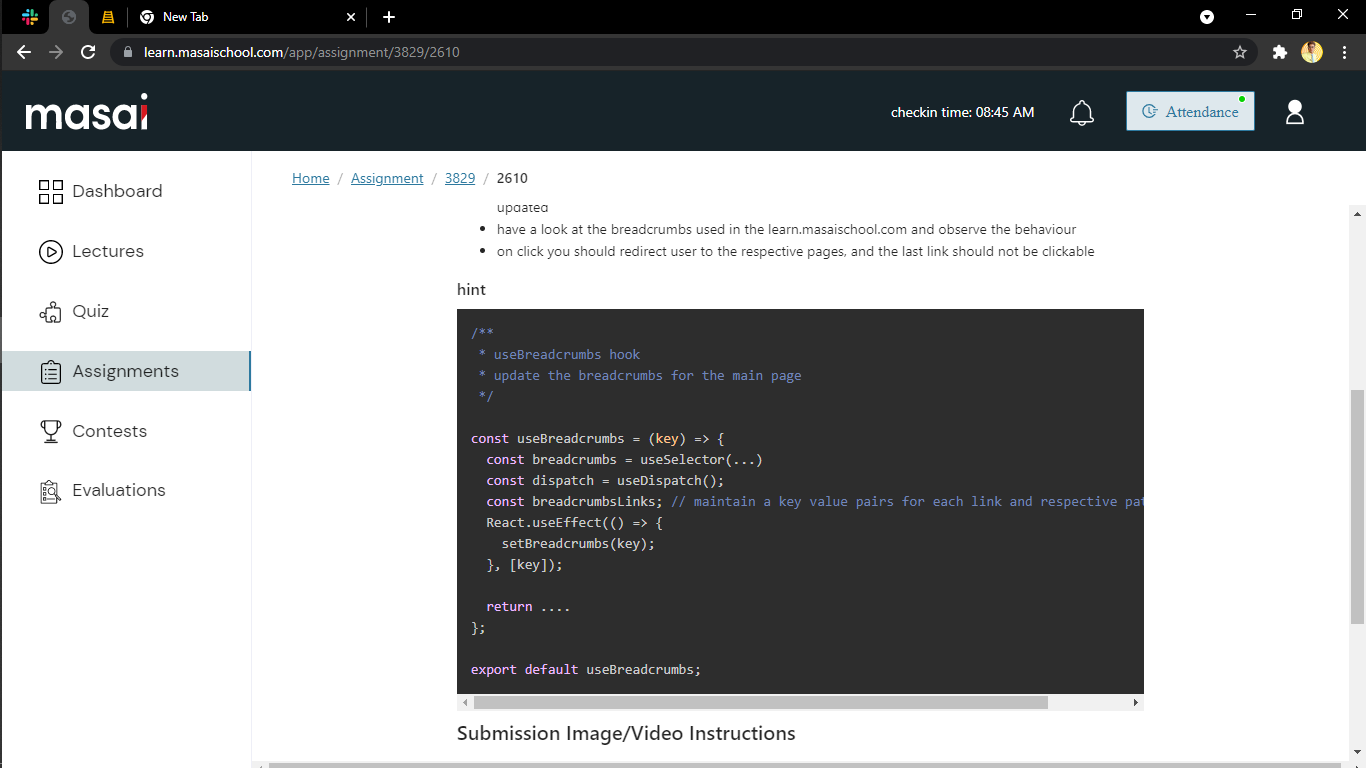 New Tab
learn.masaischool.com/app/assignment/3829/2610
masai
checkin time: 08:45 AM
Attendance
Dashboard
Lectures
Quiz
Assignments
Contests
Evaluations
Home / Assignment / 3829 / 2610
updated
• have a look at the breadcrumbs used in the learn.masaischool.com and observe the behaviour
• on click you should redirect user to the respective pages, and the last link should not be clickable
hint
/**
 * useBreadcrumbs hook
 * update the breadcrumbs for the main page
 */
const useBreadcrumbs = (key) => {
  const breadcrumbs = useSelector(...)
  const dispatch = useDispatch();
  const breadcrumbsLinks; // maintain a key value pairs for each link and respective pat
  React.useEffect(() => {
    setBreadcrumbs(key);
  }, [key]);
  return ....
};
export default useBreadcrumbs;
Submission Image/Video Instructions